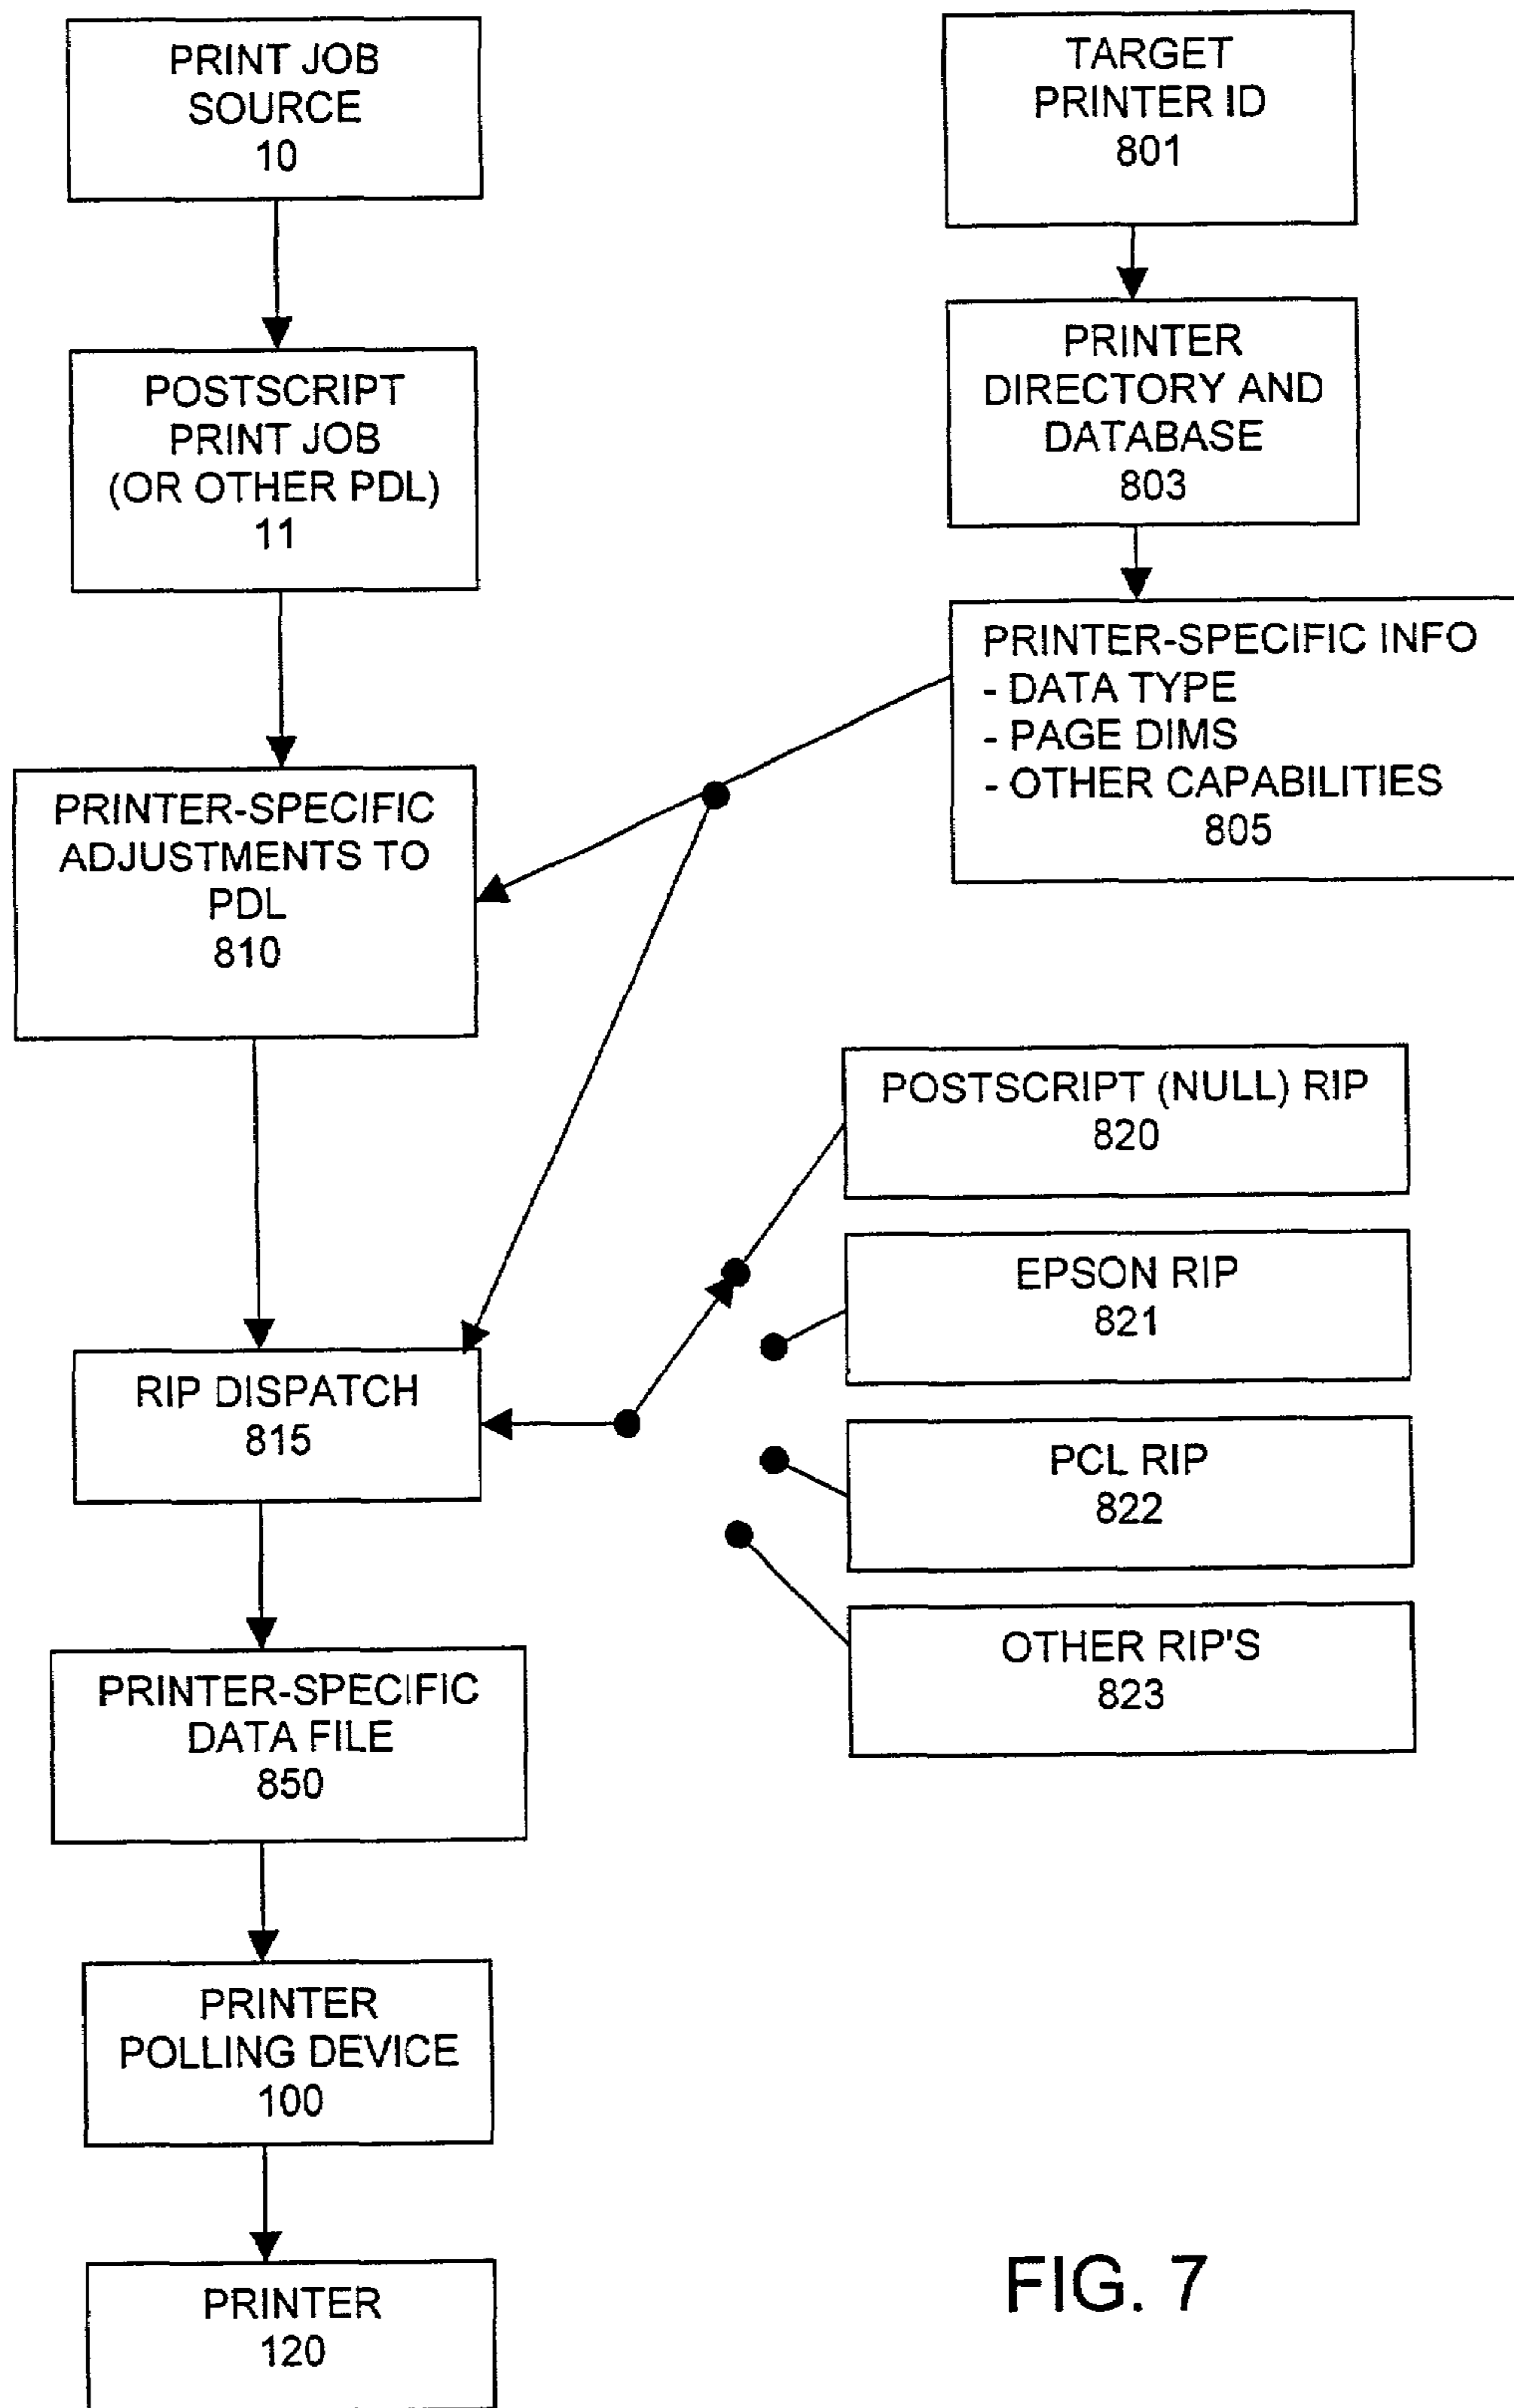 PRINT JOB
SOURCE
10
TARGET
PRINTER ID
801
POSTSCRIPT
PRINT JOB
(OR OTHER PDL)
11
PRINTER
DIRECTORY AND
DATABASE
803
PRINTER-SPECIFIC INFO
- DATA TYPE
- PAGE DIMS
- OTHER CAPABILITIES
805
PRINTER-SPECIFIC
ADJUSTMENTS TO
PDL
810
POSTSCRIPT (NULL) RIP
820
EPSON RIP
821
RIP DISPATCH
815
PCL RIP
822
OTHER RIP'S
823
PRINTER-SPECIFIC
DATA FILE
850
PRINTER
POLLING DEVICE
100
PRINTER
120
FIG. 7